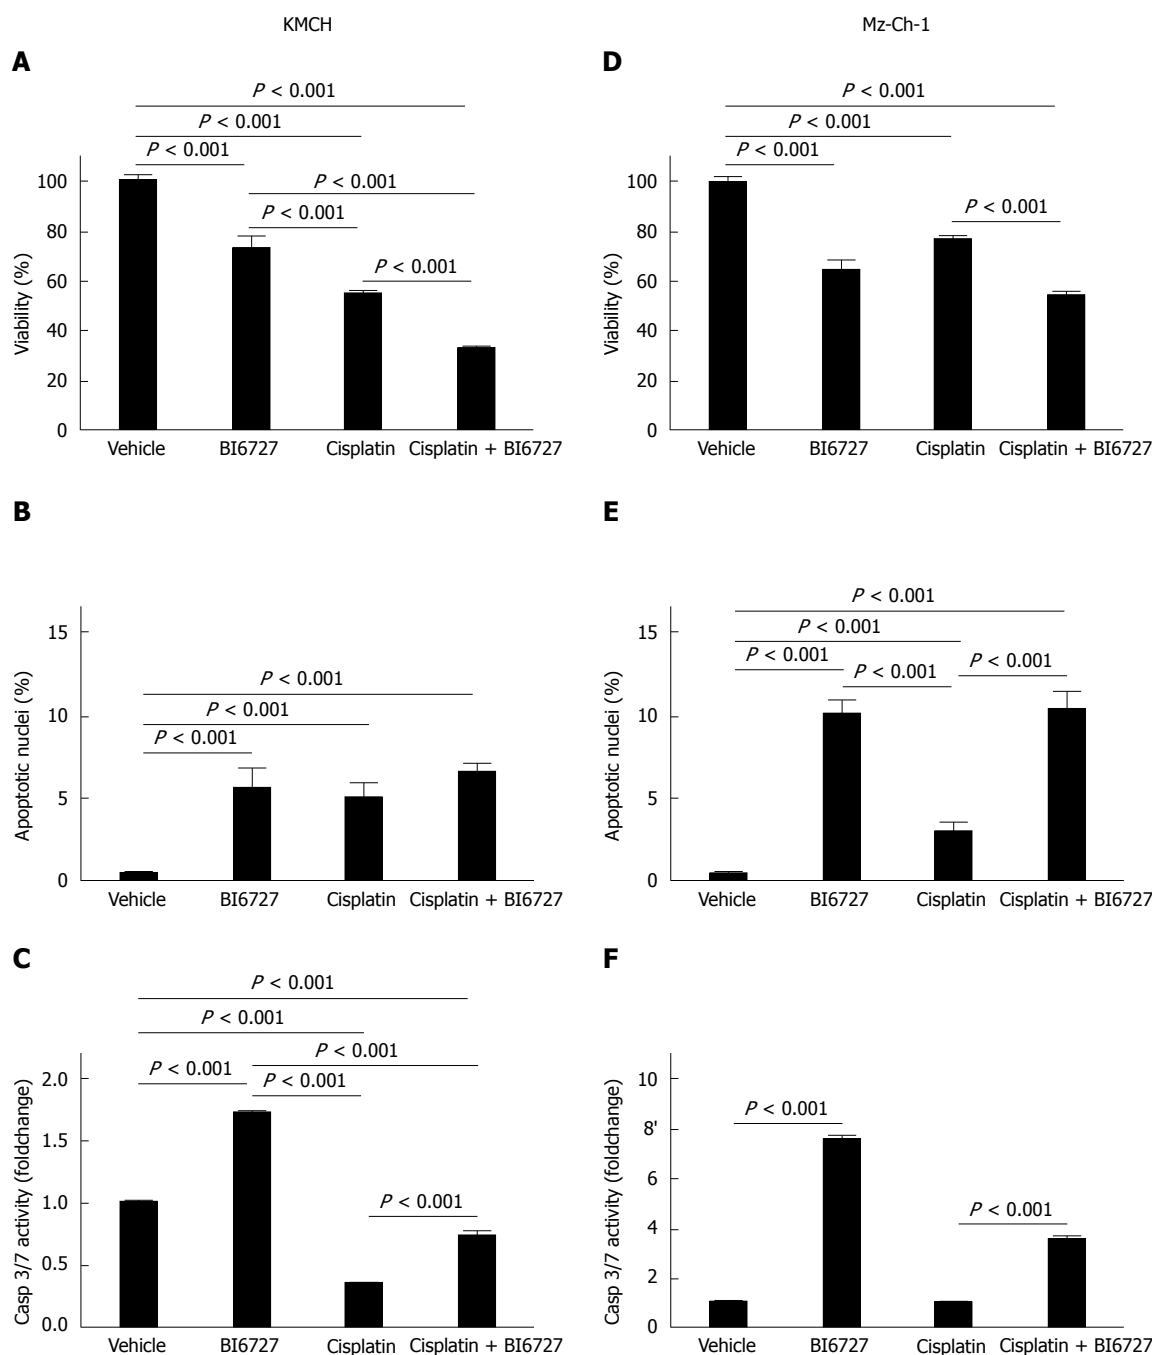 KMCH
Mz-Ch-1
A
P < 0.001
P < 0.001
P < 0.001
P < 0.001
P < 0.001
P < 0.001
Viability (%)
100
80
60
40
20
0
Vehicle BI6727 Cisplatin Cisplatin + BI6727
D
P < 0.001
P < 0.001
P < 0.001
P < 0.001
Viability (%)
100
80
60
40
20
0
Vehicle BI6727 Cisplatin Cisplatin + BI6727
B
P < 0.001
P < 0.001
P < 0.001
Apoptotic nuclei (%)
15
10
5
0
Vehicle BI6727 Cisplatin Cisplatin + BI6727
E
P < 0.001
P < 0.001
P < 0.001
P < 0.001
P < 0.001
Apoptotic nuclei (%)
15
10
5
0
Vehicle BI6727 Cisplatin Cisplatin + BI6727
C
P < 0.001
P < 0.001
P < 0.001
P < 0.001
P < 0.001
P < 0.001
Casp 3/7 activity (foldchange)
2.0
1.5
1.0
0.5
0.0
Vehicle BI6727 Cisplatin Cisplatin + BI6727
F
P < 0.001
P < 0.001
Casp 3/7 activity (foldchange)
10
8'
6
4
2
0
Vehicle BI6727 Cisplatin Cisplatin + BI6727